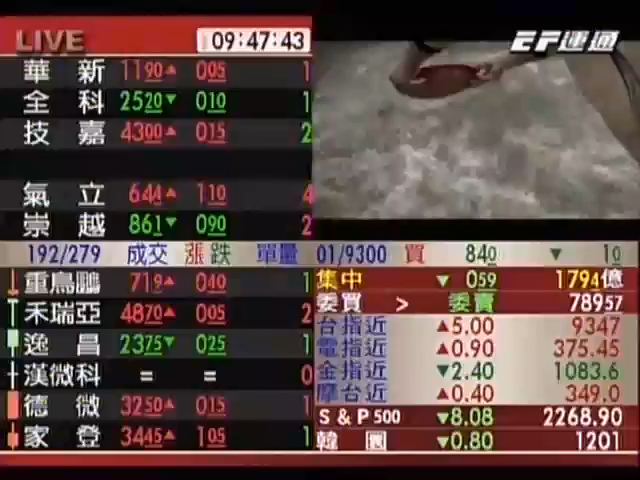 LIVE
09:47:43
EF運通
華新 1190▲ 005 1
全科 2520▼ 010 1
技嘉 4300▲ 015 2
氣立 644▲ 110 4
崇越 861▼ 090 2
192/279 成交 漲跌 單量
重鳥鵬 719▲ 040 1
禾瑞亞 4870▲ 005 2
逸昌 2375▼ 025 1
漢微科 = = 0
德微 3250▲ 015 1
家登 3445▲ 105 1
01/9300 買 840 ▼ 10
集中 ▼ 059 1794億
委買 > 委賣 78957
台指近 ▲5.00 9347
電指近 ▲0.90 375.45
金指近 ▼2.40 1083.6
摩台近 ▲0.40 349.0
S & P 500 ▼8.08 2268.90
韓國 ▼0.80 1201